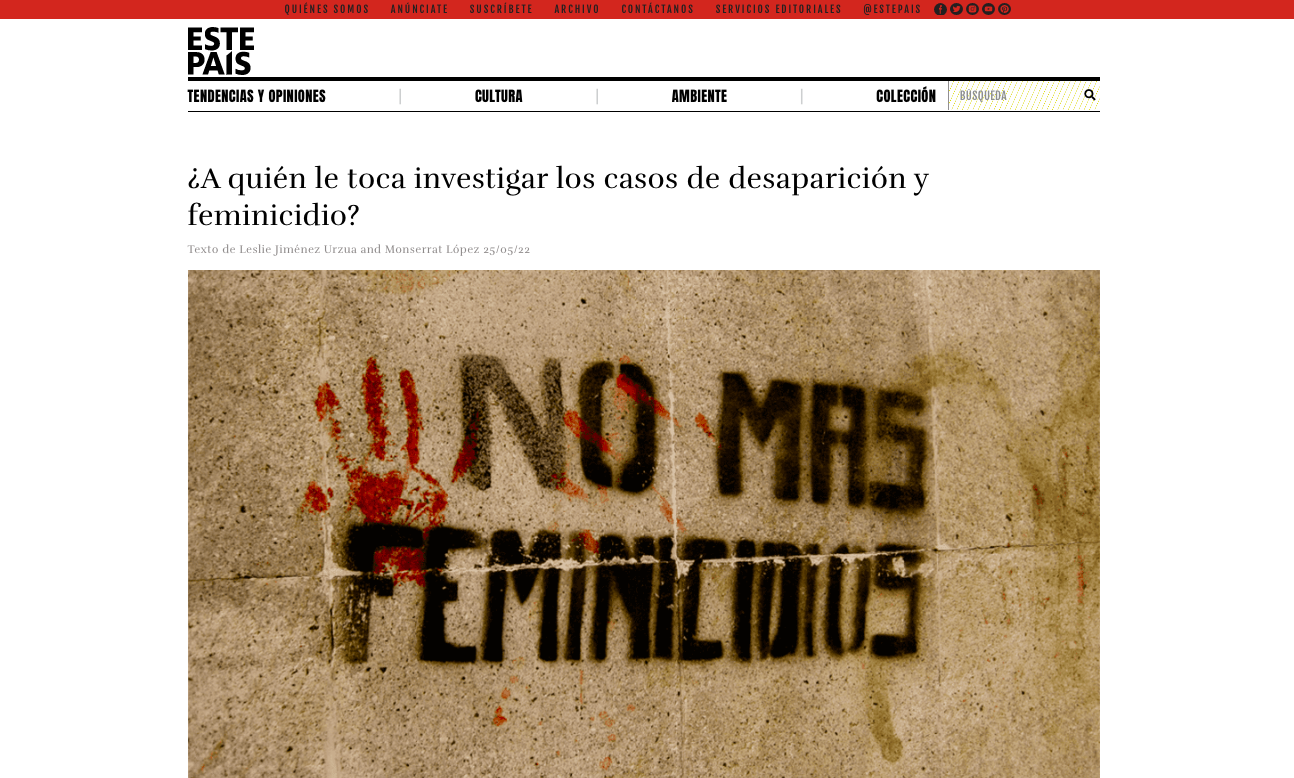 QUIÉNES SOMOS ANÚNCIATE SUSCRÍBETE ARCHIVO CONTÁCTANOS SERVICIOS EDITORIALES @ESTEPAIS
ESTE
PAIS
TENDENCIAS Y OPINIONES CULTURA AMBIENTE COLECCIÓN BÚSQUEDA
¿A quién le toca investigar los casos de desaparición y
feminicidio?
Texto de Leslie Jiménez Urzua and Monserrat López 25/05/22
NO MAS
FEMINICIDIOS